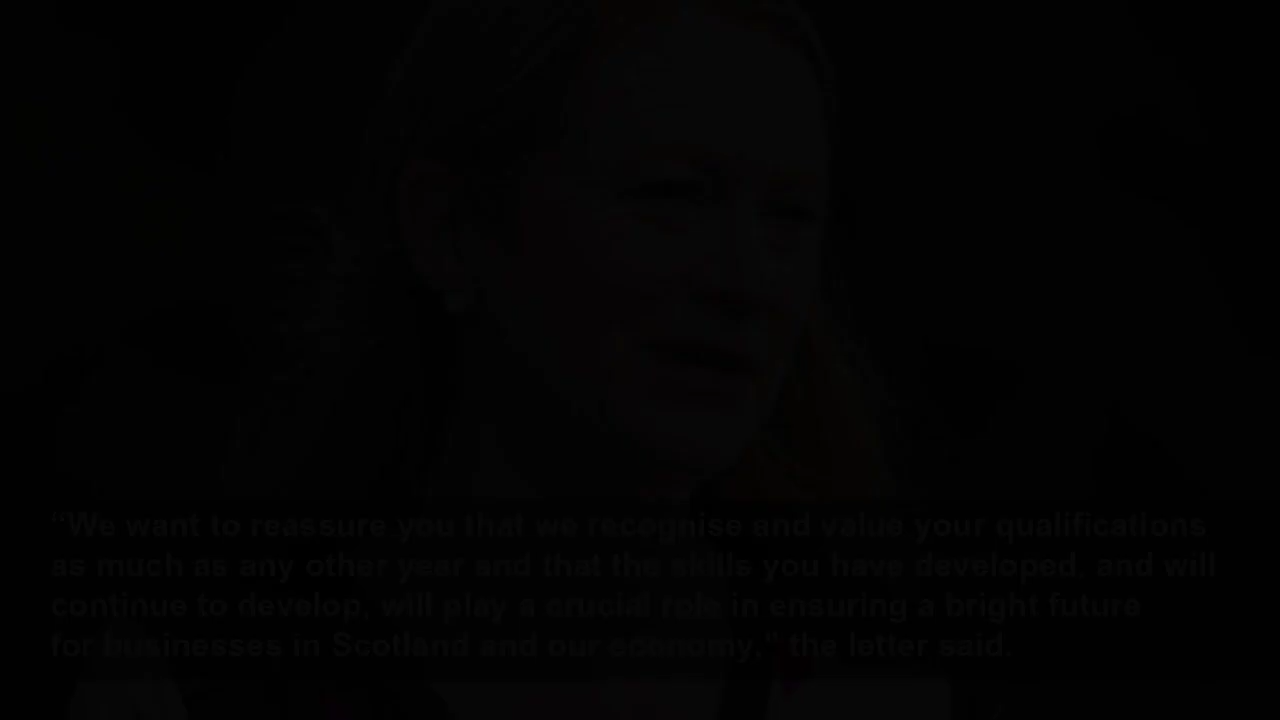 “We want to reassure you that we recognise and value your qualifications
as much as any other year and that the skills you have developed, and will
continue to develop, will play a crucial role in ensuring a bright future
for businesses in Scotland and our economy,” the letter said.